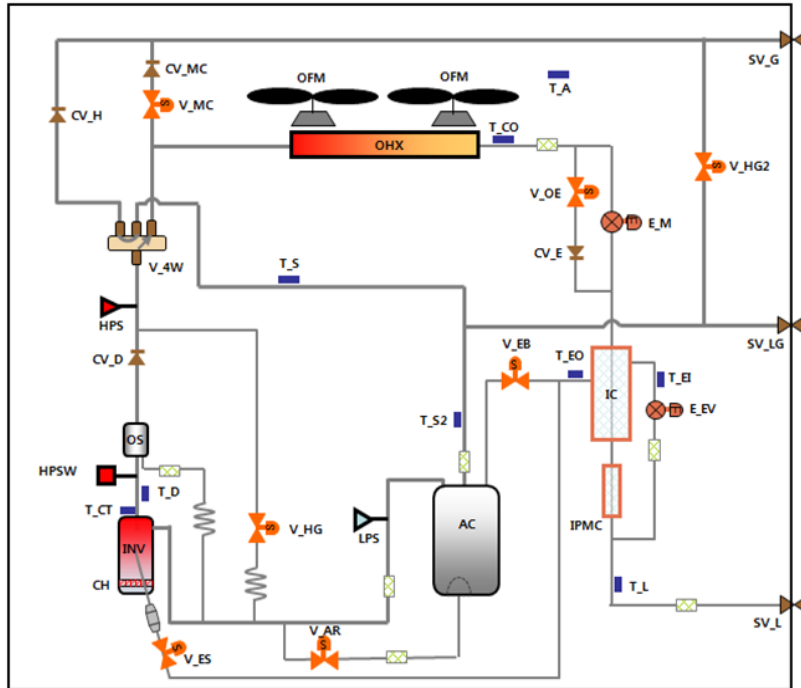 SV_G
CV_MC
OFM
OFM
T_A
V_MC
CV_H
T_CO
OHX
V_HG2
V_OE
E_M
CV_E
V_4W
T_S
HPS
SV_LG
V_EB
T_EO
CV_D
T_EI
IC
E_EV
T_S2
OS
HPSW
T_D
T_CT
AC
IPMC
V_HG
LPS
INV
CH
T_L
V_AR
SV_L
V_ES
S
S
S
S
S
S
S
E
E